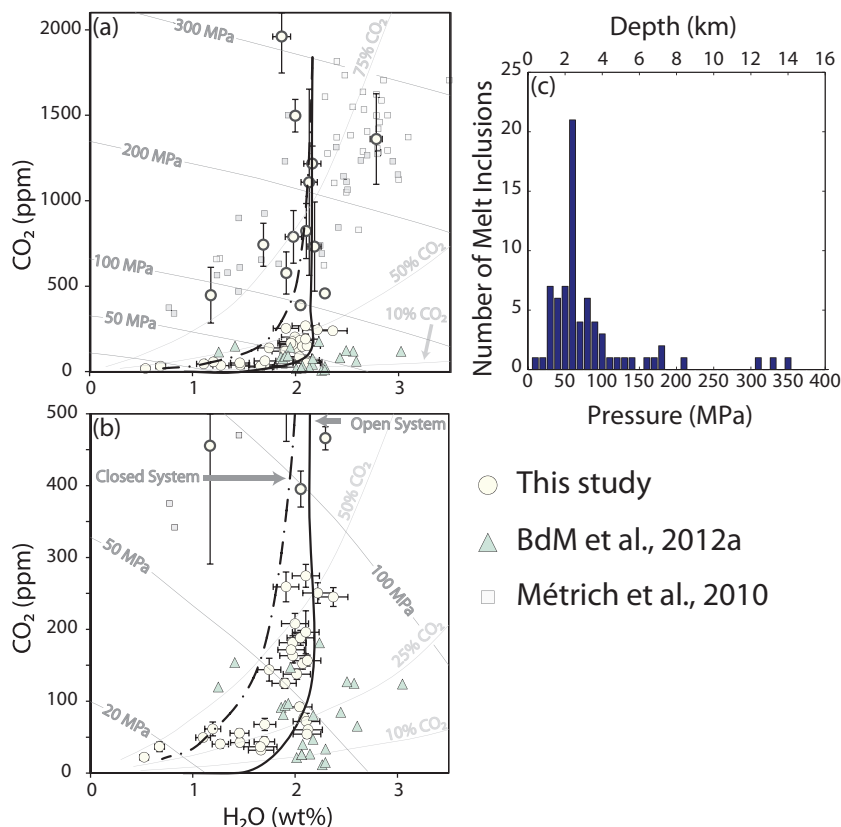 (a)
300 MPa
75% CO₂
200 MPa
50% CO₂
100 MPa
10% CO₂
50 MPa
CO₂ (ppm)
2000
1500
1000
500
0
0 1 2 3
(b)
Open System
Closed System
50% CO₂
50 MPa
100 MPa
25% CO₂
20 MPa
10% CO₂
CO₂ (ppm)
500
400
300
200
100
0
0 1 2 3
H₂O (wt%)
Depth (km)
0 2 4 6 8 10 12 14 16
(c)
Number of Melt Inclusions
25
20
15
10
5
0
0 50 100 150 200 250 300 350 400
Pressure (MPa)
This study
BdM et al., 2012a
Métrich et al., 2010